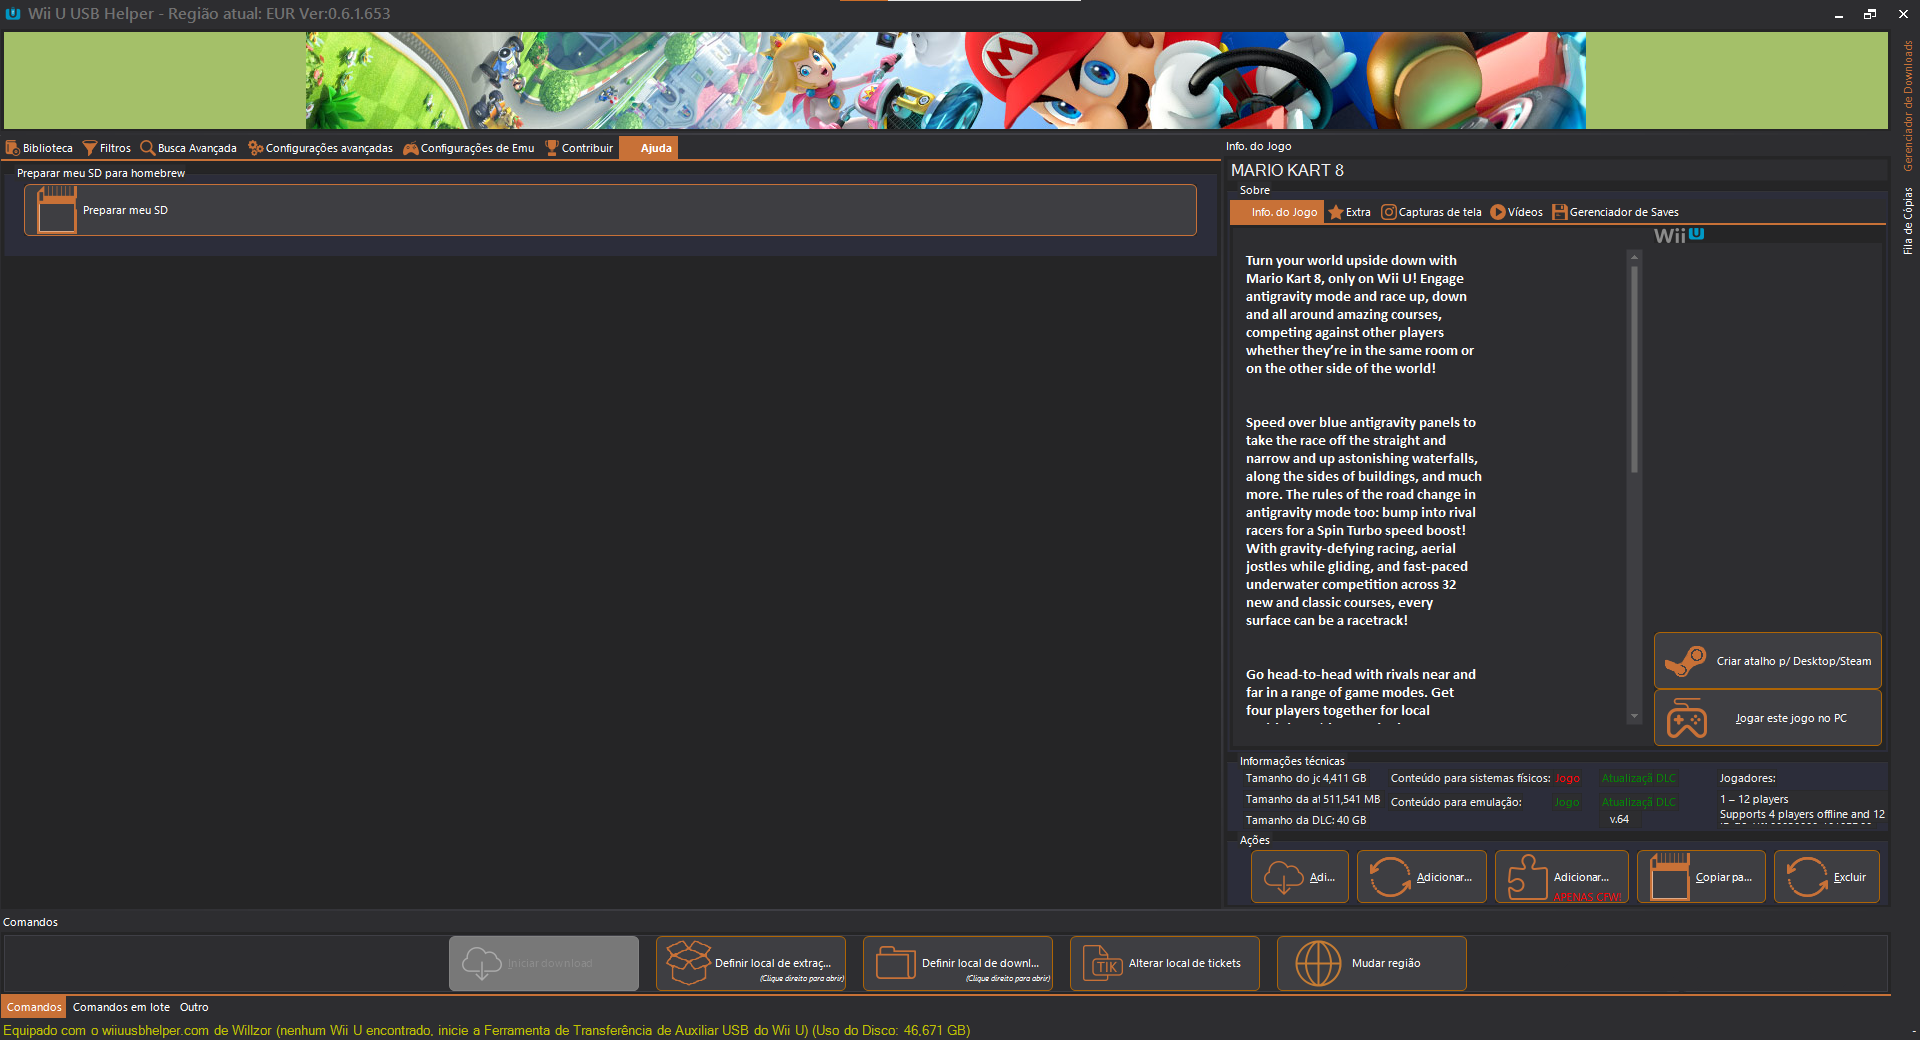 Wii U USB Helper - Região atual: EUR Ver:0.6.1.653
Gerenciador de Downloads
Fila de Cópias
Biblioteca
Filtros
Busca Avançada
Configurações avançadas
Configurações de Emu
Contribuir
Ajuda
Preparar meu SD para homebrew
Preparar meu SD
Info. do Jogo
MARIO KART 8
Sobre
Info. do Jogo
Extra
Capturas de tela
Vídeos
Gerenciador de Saves
Wii U
Turn your world upside down with
Mario Kart 8, only on Wii U! Engage
antigravity mode and race up, down
and all around amazing courses,
competing against other players
whether they’re in the same room or
on the other side of the world!
Speed over blue antigravity panels to
take the race off the straight and
narrow and up astonishing waterfalls,
along the sides of buildings, and much
more. The rules of the road change in
antigravity mode too: bump into rival
racers for a Spin Turbo speed boost!
With gravity-defying racing, aerial
jostles while gliding, and fast-paced
underwater competition across 32
new and classic courses, every
surface can be a racetrack!
Go head-to-head with rivals near and
far in a range of game modes. Get
four players together for local
Criar atalho p/ Desktop/Steam
Jogar este jogo no PC
Informações técnicas
Tamanho do jc 4,411 GB
Conteúdo para sistemas físicos: Jogo Atualizaçã DLC
Jogadores:
Tamanho da at 511,541 MB
Conteúdo para emulação: Jogo Atualizaçã DLC
1 – 12 players
Supports 4 players offline and 12
Tamanho da DLC: 40 GB
v.64
Ações
Adi...
Adicionar...
Adicionar...
APENAS CFW!
Copiar pa...
Excluir
Comandos
Iniciar download
Definir local de extraç...
(Clique direito para abrir)
Definir local de downl...
(Clique direito para abrir)
TIK
Alterar local de tickets
Mudar região
Comandos
Comandos em lote
Outro
Equipado com o wiiuusbhelper.com de Willzor (nenhum Wii U encontrado, inicie a Ferramenta de Transferência de Auxiliar USB do Wii U) (Uso do Disco: 46,671 GB)